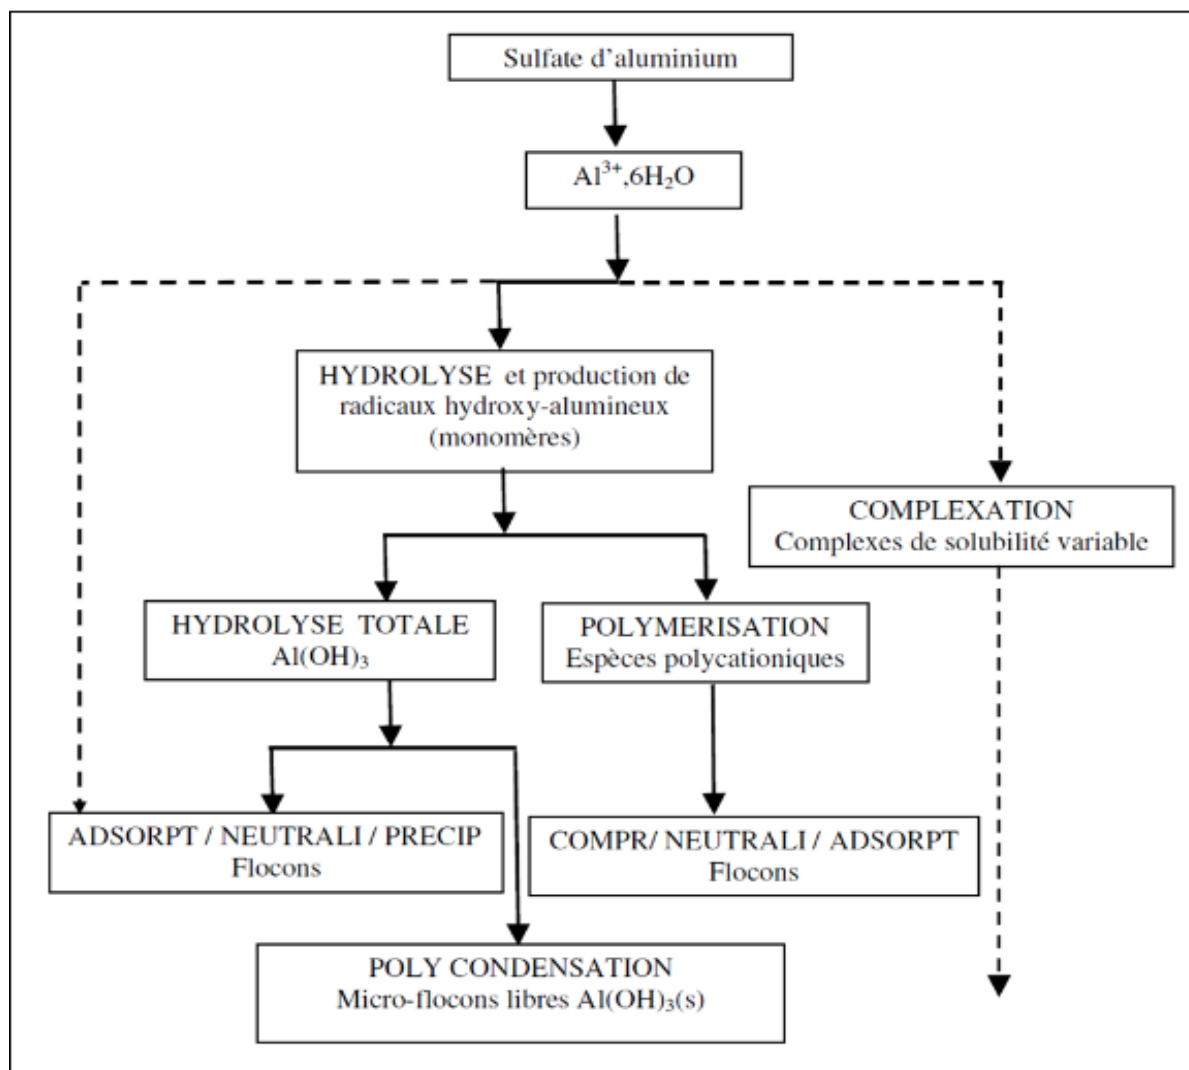 Sulfate d’aluminium
Al³⁺,6H₂O
HYDROLYSE et production de
radicaux hydroxy-alumineux
(monomères)
COMPLEXATION
Complexes de solubilité variable
HYDROLYSE TOTALE
Al(OH)₃
POLYMERISATION
Espèces polycationiques
ADSORPT / NEUTRALI / PRECIP
Flocons
COMPR/ NEUTRALI / ADSORPT
Flocons
POLY CONDENSATION
Micro-flocons libres Al(OH)₃(s)